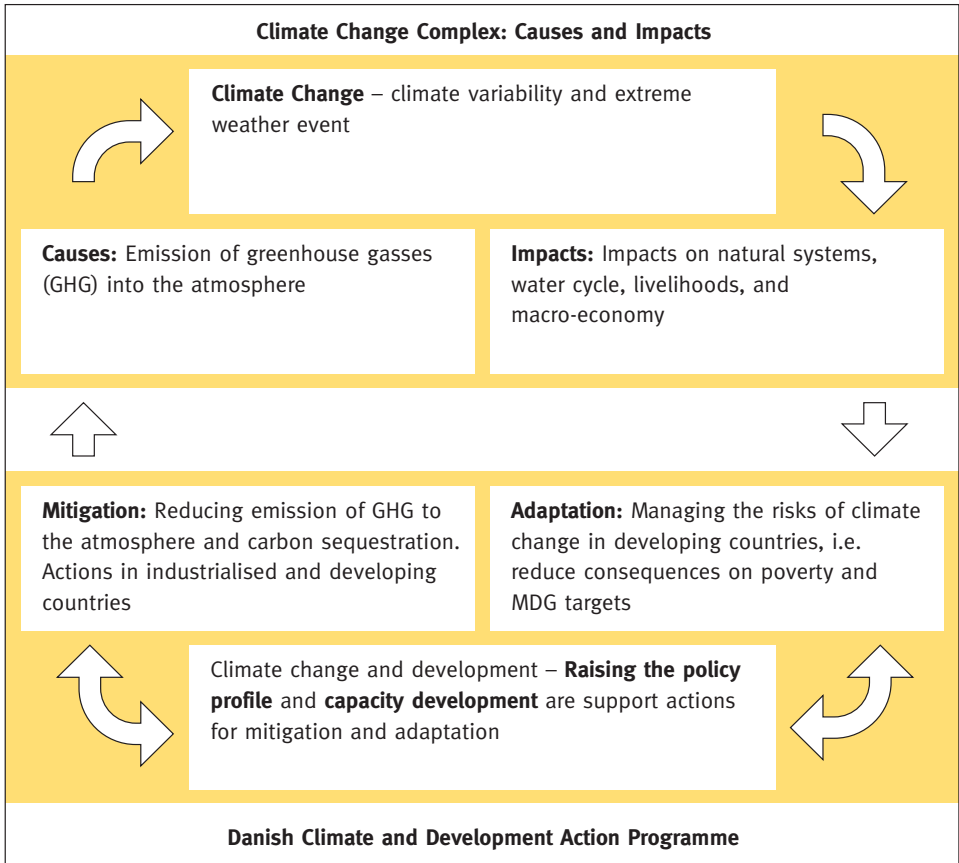 Climate Change Complex: Causes and Impacts
Climate Change – climate variability and extreme
weather event
Causes: Emission of greenhouse gasses
(GHG) into the atmosphere
Impacts: Impacts on natural systems,
water cycle, livelihoods, and
macro-economy
Mitigation: Reducing emission of GHG to
the atmosphere and carbon sequestration.
Actions in industrialised and developing
countries
Adaptation: Managing the risks of climate
change in developing countries, i.e.
reduce consequences on poverty and
MDG targets
Climate change and development – Raising the policy
profile and capacity development are support actions
for mitigation and adaptation
Danish Climate and Development Action Programme